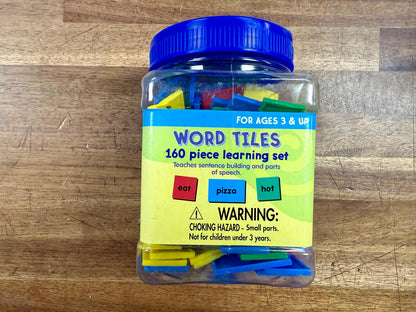 FOR AGES 3 & UP!
WORD TILES
160 piece learning set
Teaches sentence building and parts
of speech.
eat pizza hot
WARNING:
CHOKING HAZARD - Small parts.
Not for children under 3 years.